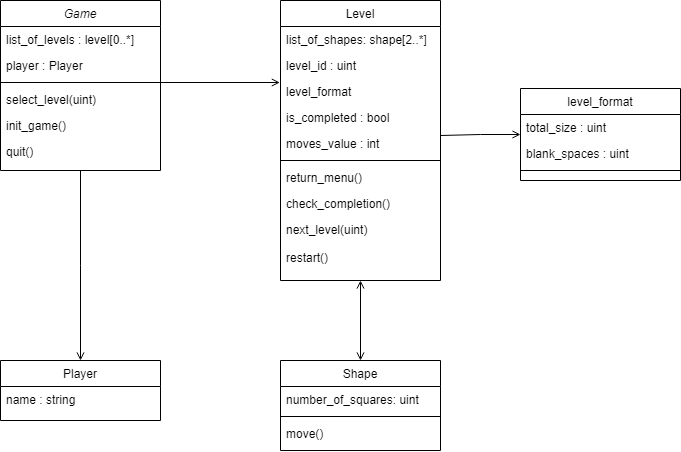 Game
list_of_levels : level[0..*]
player : Player
select_level(uint)
init_game()
quit()
Level
list_of_shapes: shape[2..*]
level_id : uint
level_format
is_completed : bool
moves_value : int
return_menu()
check_completion()
next_level(uint)
restart()
level_format
total_size : uint
blank_spaces : uint
Player
name : string
Shape
number_of_squares: uint
move()